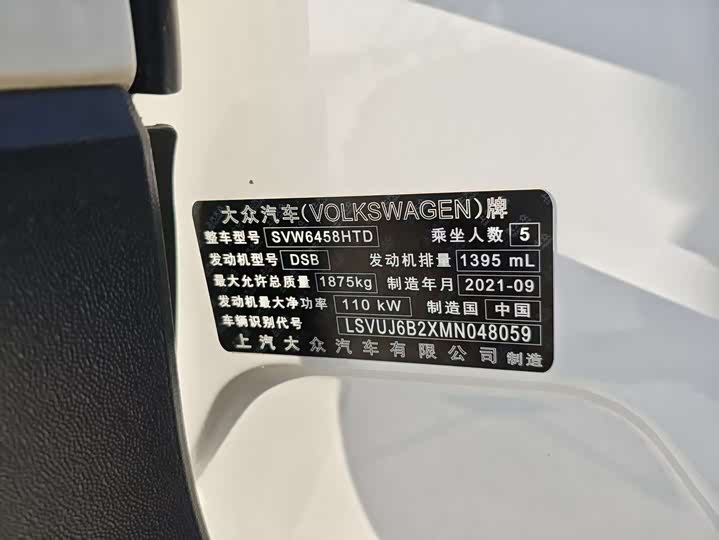 大众汽车(VOLKSWAGEN)牌
整车型号 SVW6458HTD 乘坐人数 5
发动机型号 DSB 发动机排量 1395 mL
最大允许总质量 1875kg 制造年月 2021-09
发动机最大净功率 110 kW 制造国 中国
车辆识别代号 LSVUJ6B2XMN048059
上汽大众汽车有限公司 制造